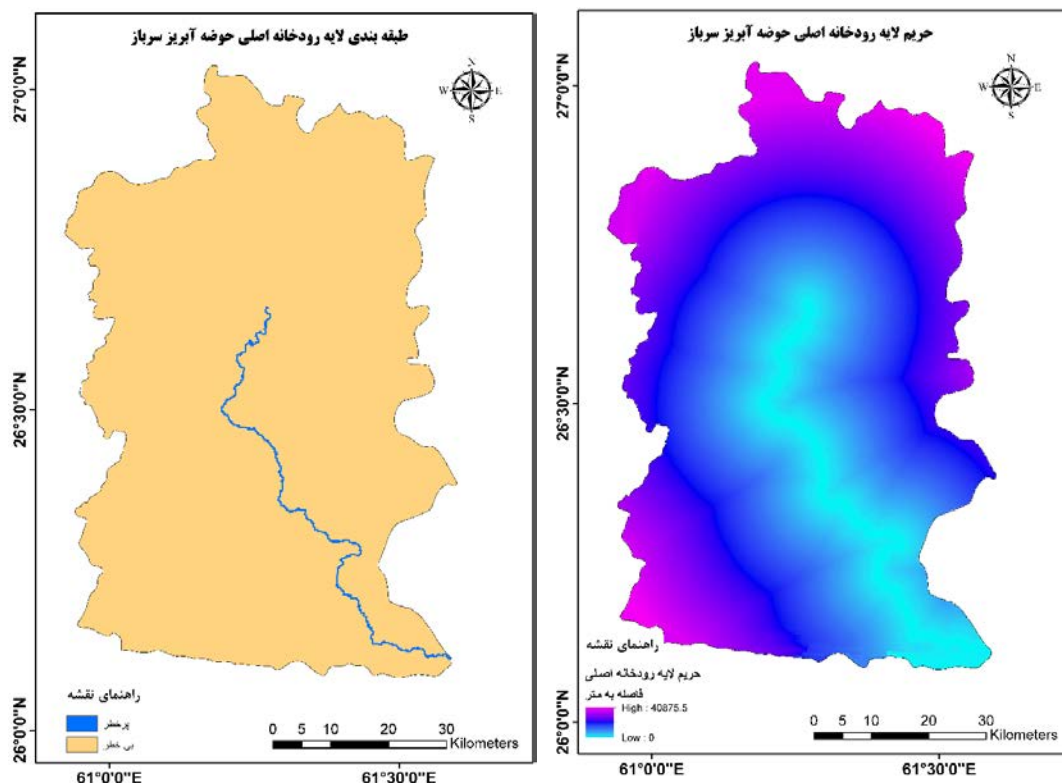 طبقه بندی لایه رودخانه اصلی حوضه آبریز سرباز
N
W E
S
27°0'0"N
26°30'0"N
26°0'0"N
راهنمای نقشه
پرخطر
بی خطر
0 5 10 20 30
Kilometers
61°0'0"E 61°30'0"E
حریم لایه رودخانه اصلی حوضه آبریز سرباز
N
W E
S
27°0'0"N
26°30'0"N
26°0'0"N
راهنمای نقشه
حریم لایه رودخانه اصلی
فاصله به متر
High : 40875.5
Low : 0
0 5 10 20 30
Kilometers
61°0'0"E 61°30'0"E